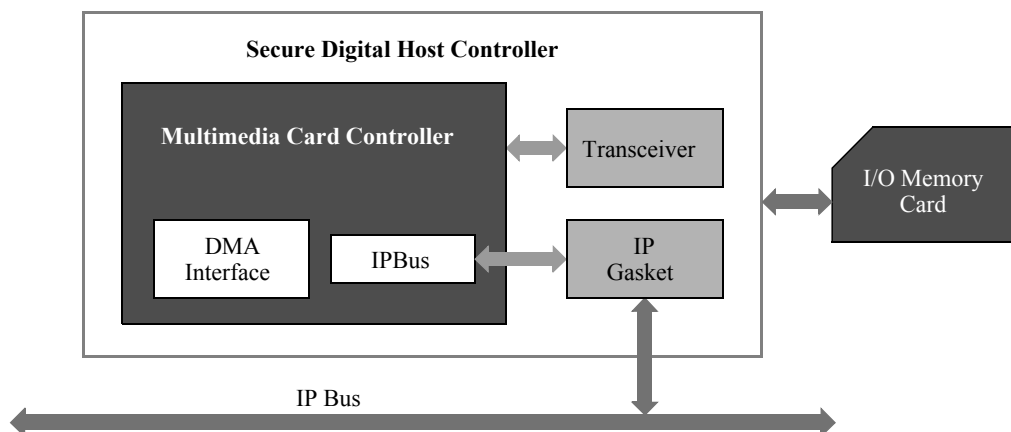 Secure Digital Host Controller
Multimedia Card Controller
Transceiver
I/O Memory
Card
DMA
Interface
IPBus
IP
Gasket
IP Bus